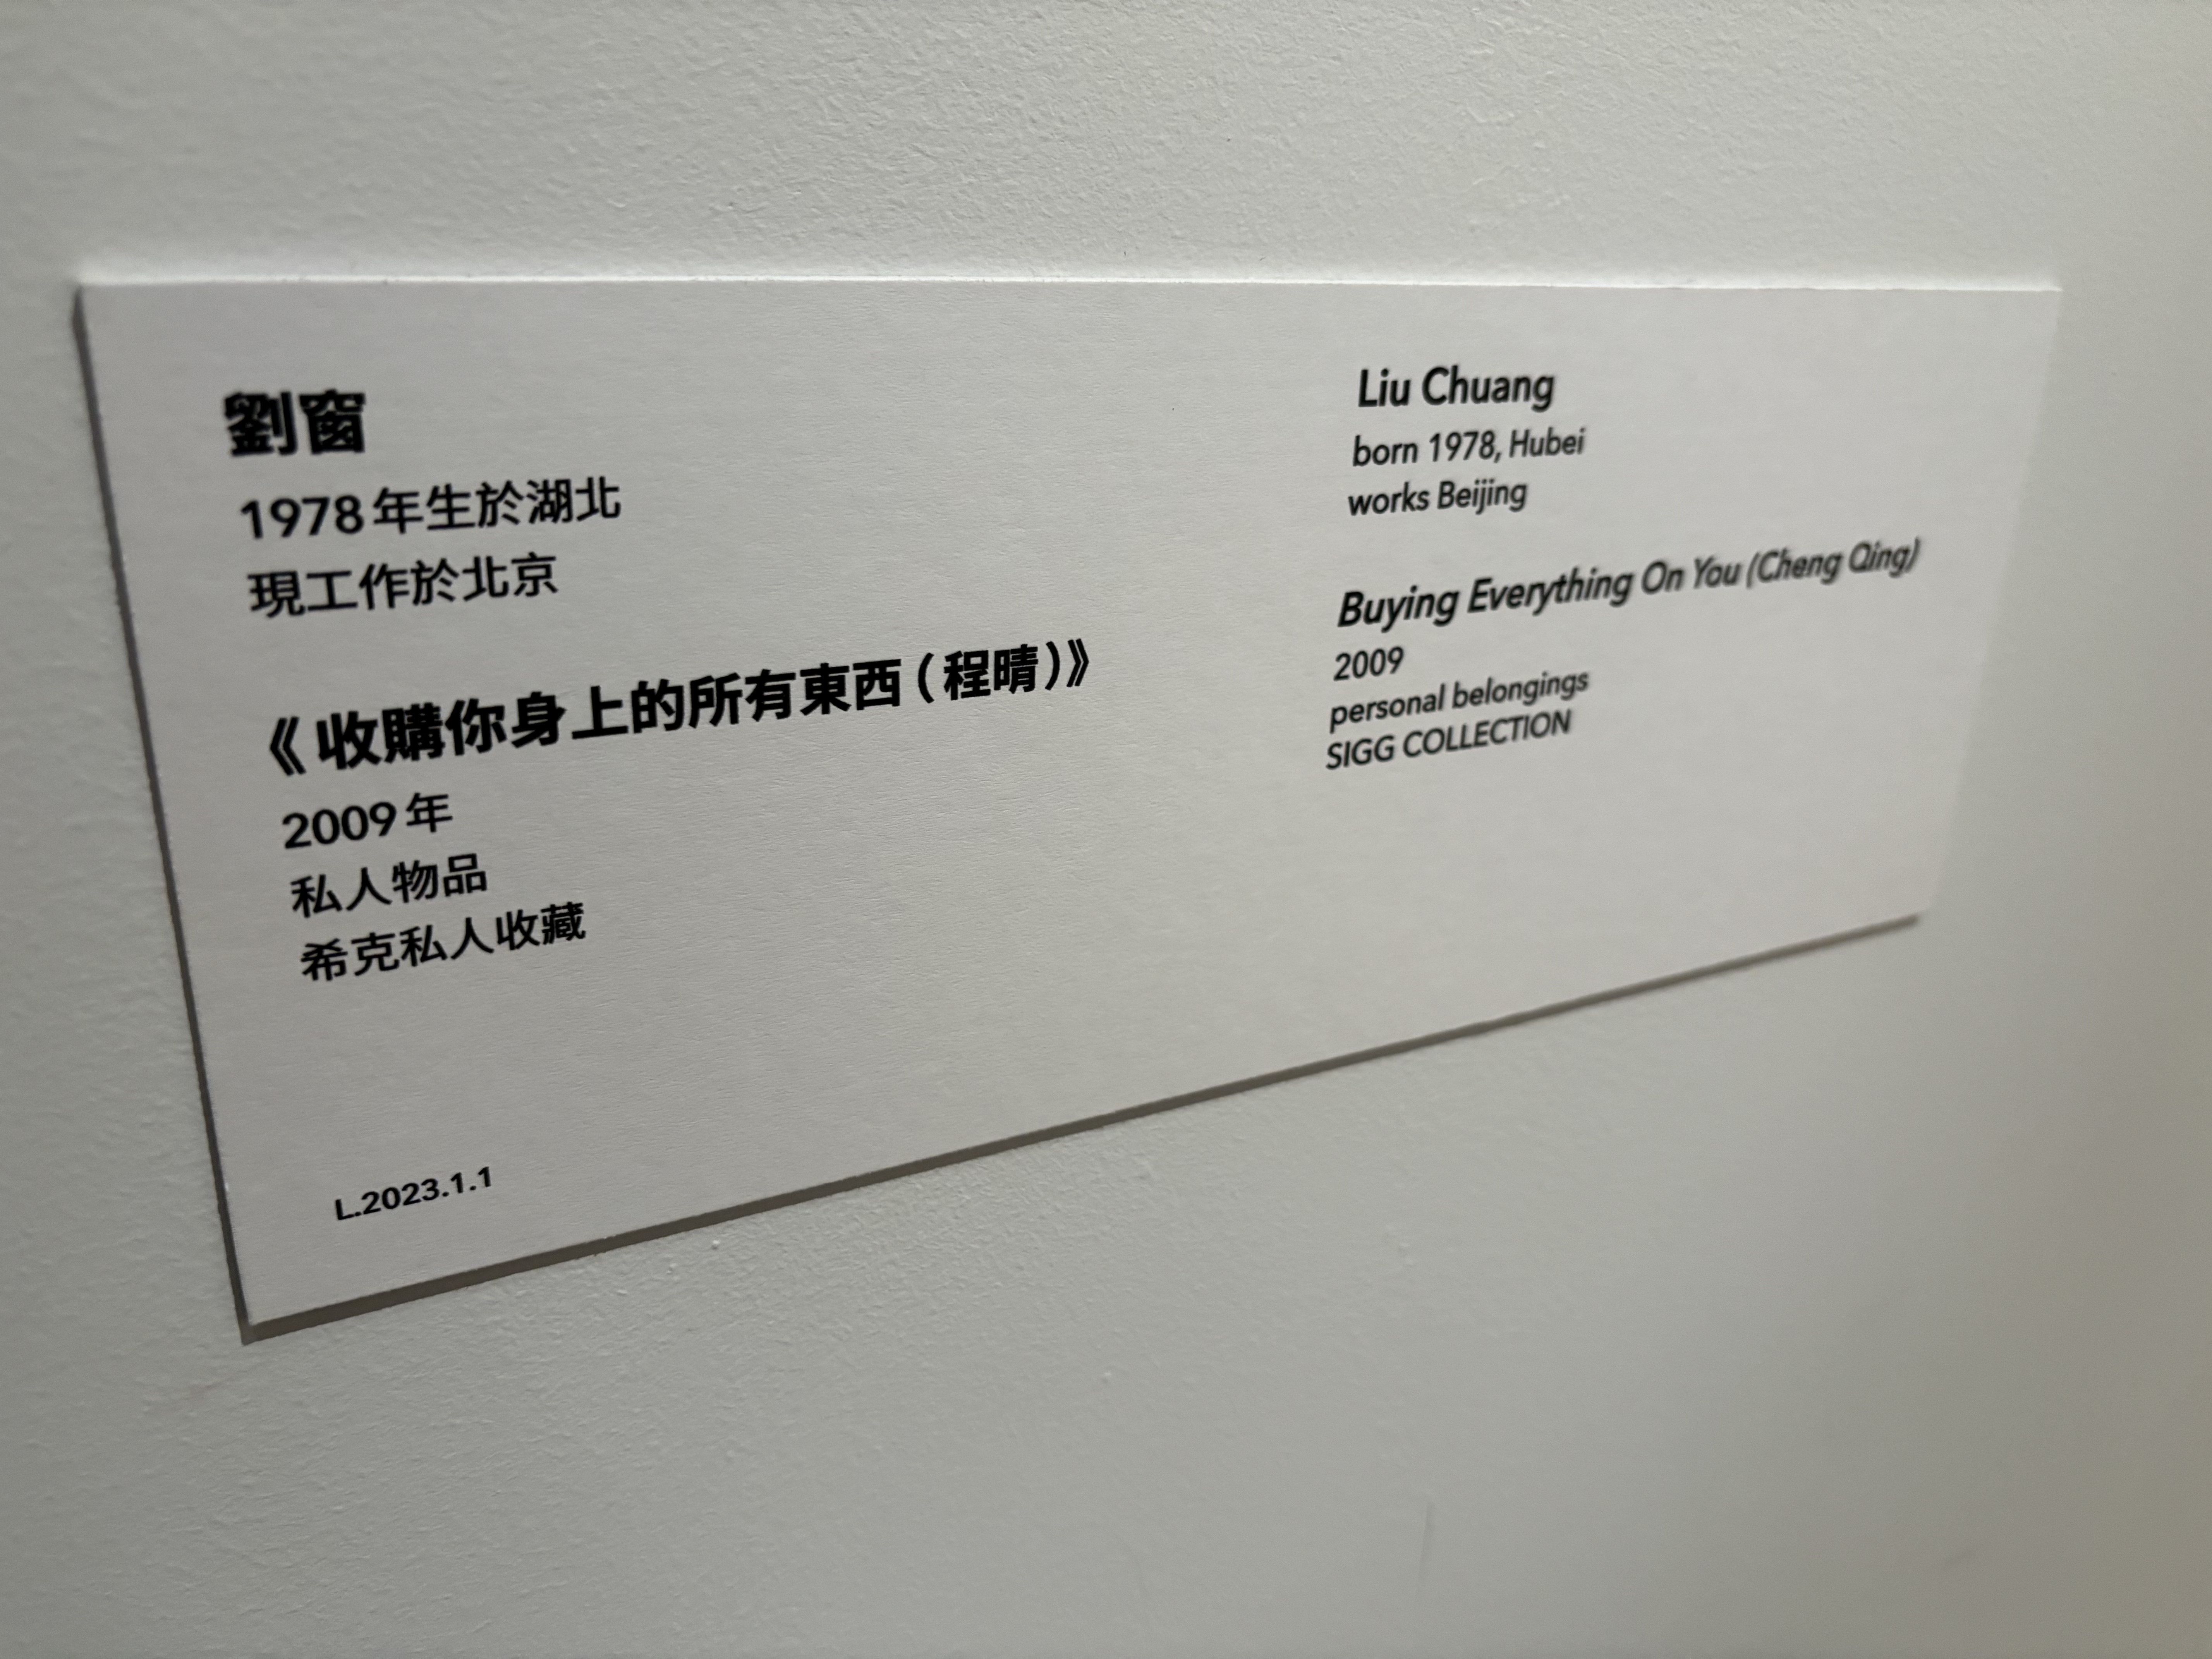 劉窗
1978年生於湖北
現工作於北京
《收購你身上的所有東西(程晴)》
2009年
私人物品
希克私人收藏
L.2023.1.1
Liu Chuang
born 1978, Hubei
works Beijing
Buying Everything On You (Cheng Qing)
2009
personal belongings
SIGG COLLECTION